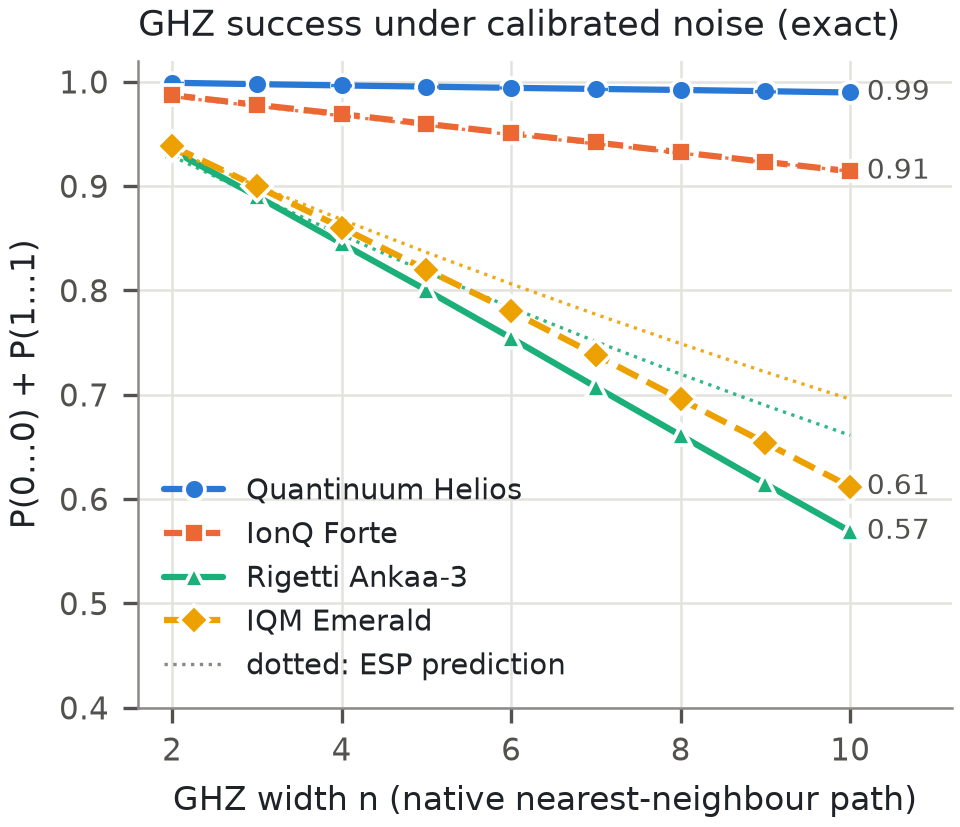 GHZ success under calibrated noise (exact)
P(0...0) + P(1...1)
1.0
0.9
0.8
0.7
0.6
0.5
0.4
0.99
0.91
0.61
0.57
Quantinuum Helios
IonQ Forte
Rigetti Ankaa-3
IQM Emerald
dotted: ESP prediction
2 4 6 8 10
GHZ width n (native nearest-neighbour path)